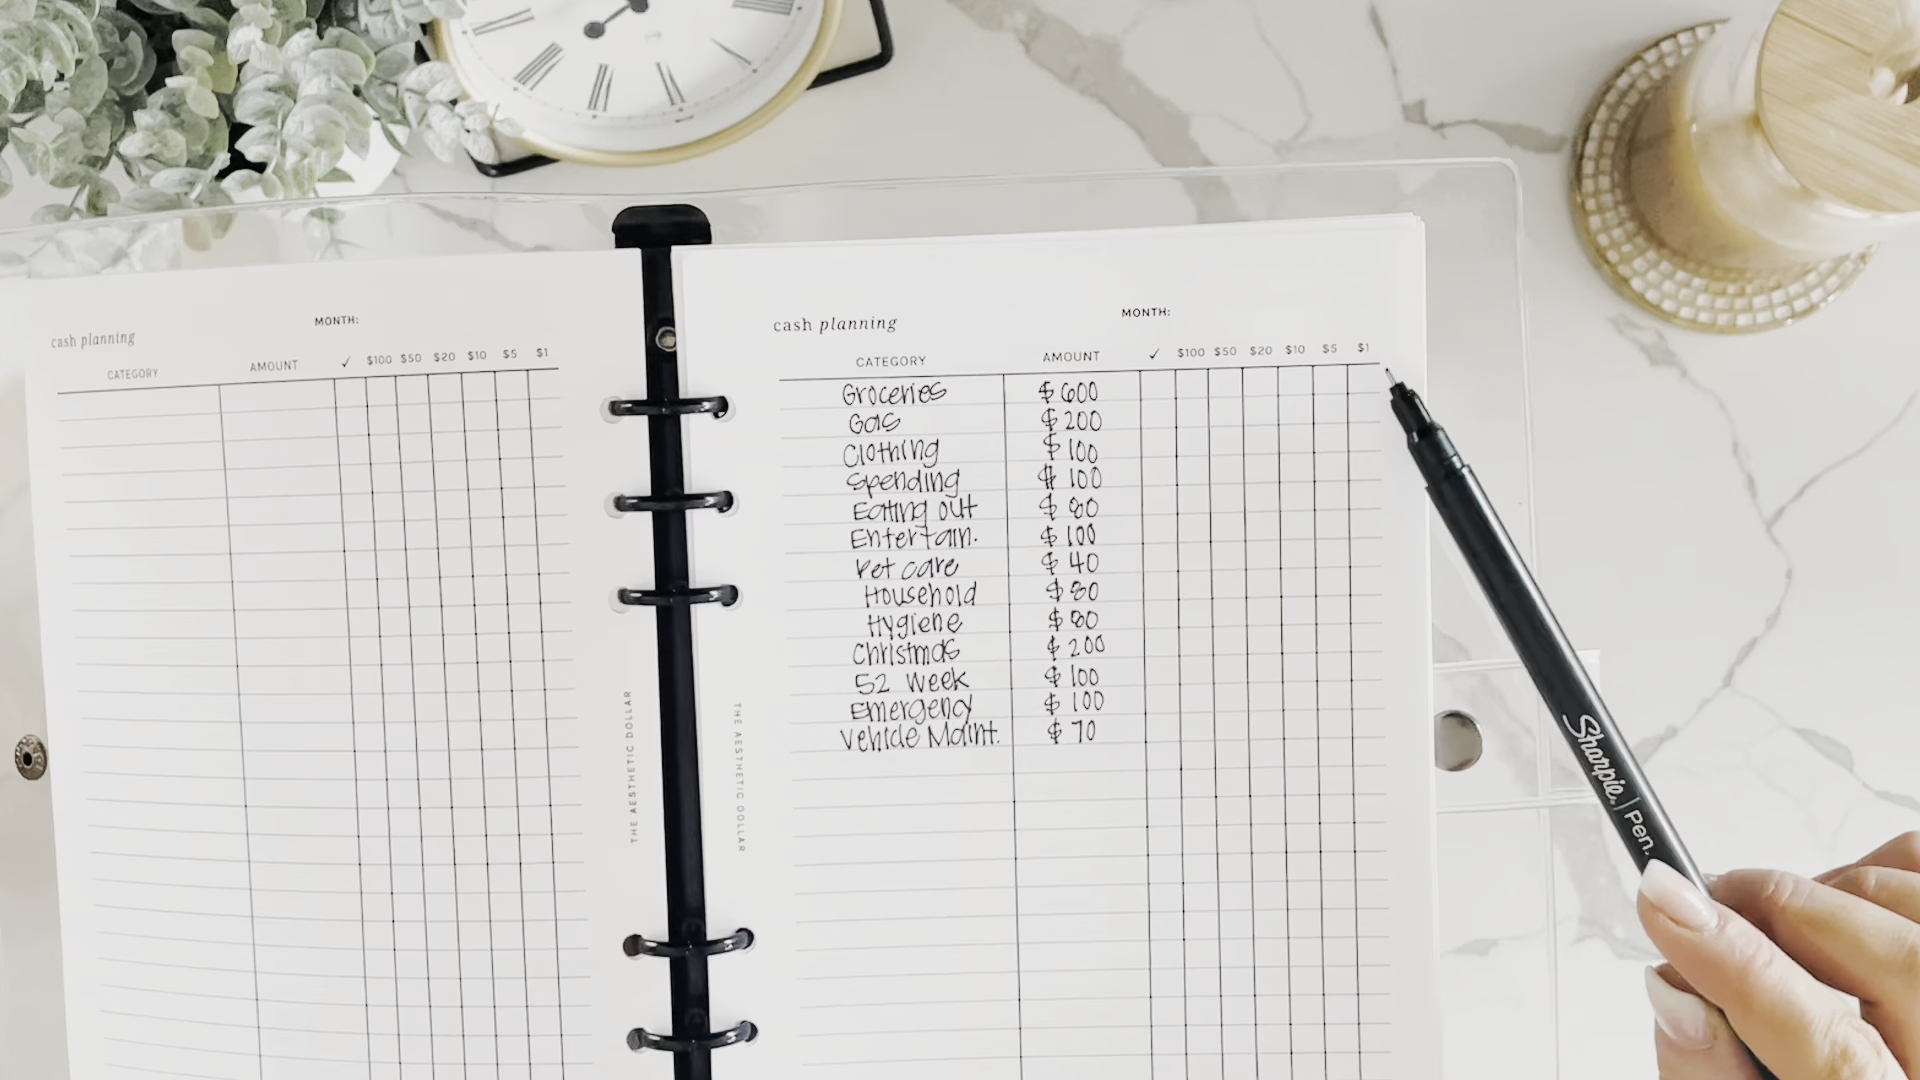 cash planning
MONTH:
CATEGORY AMOUNT ✓ $100 $50 $20 $10 $5 $1
THE AESTHETIC DOLLAR
cash planning
MONTH:
CATEGORY AMOUNT ✓ $100 $50 $20 $10 $5 $1
Groceries $600
Gas $200
Clothing $100
Spending $100
Eating out $80
Entertain. $100
Pet care $40
Household $80
Hygiene $80
Christmas $200
52 Week $100
Emergency $100
Vehicle Maint. $70
THE AESTHETIC DOLLAR
Sharpie | Pen.